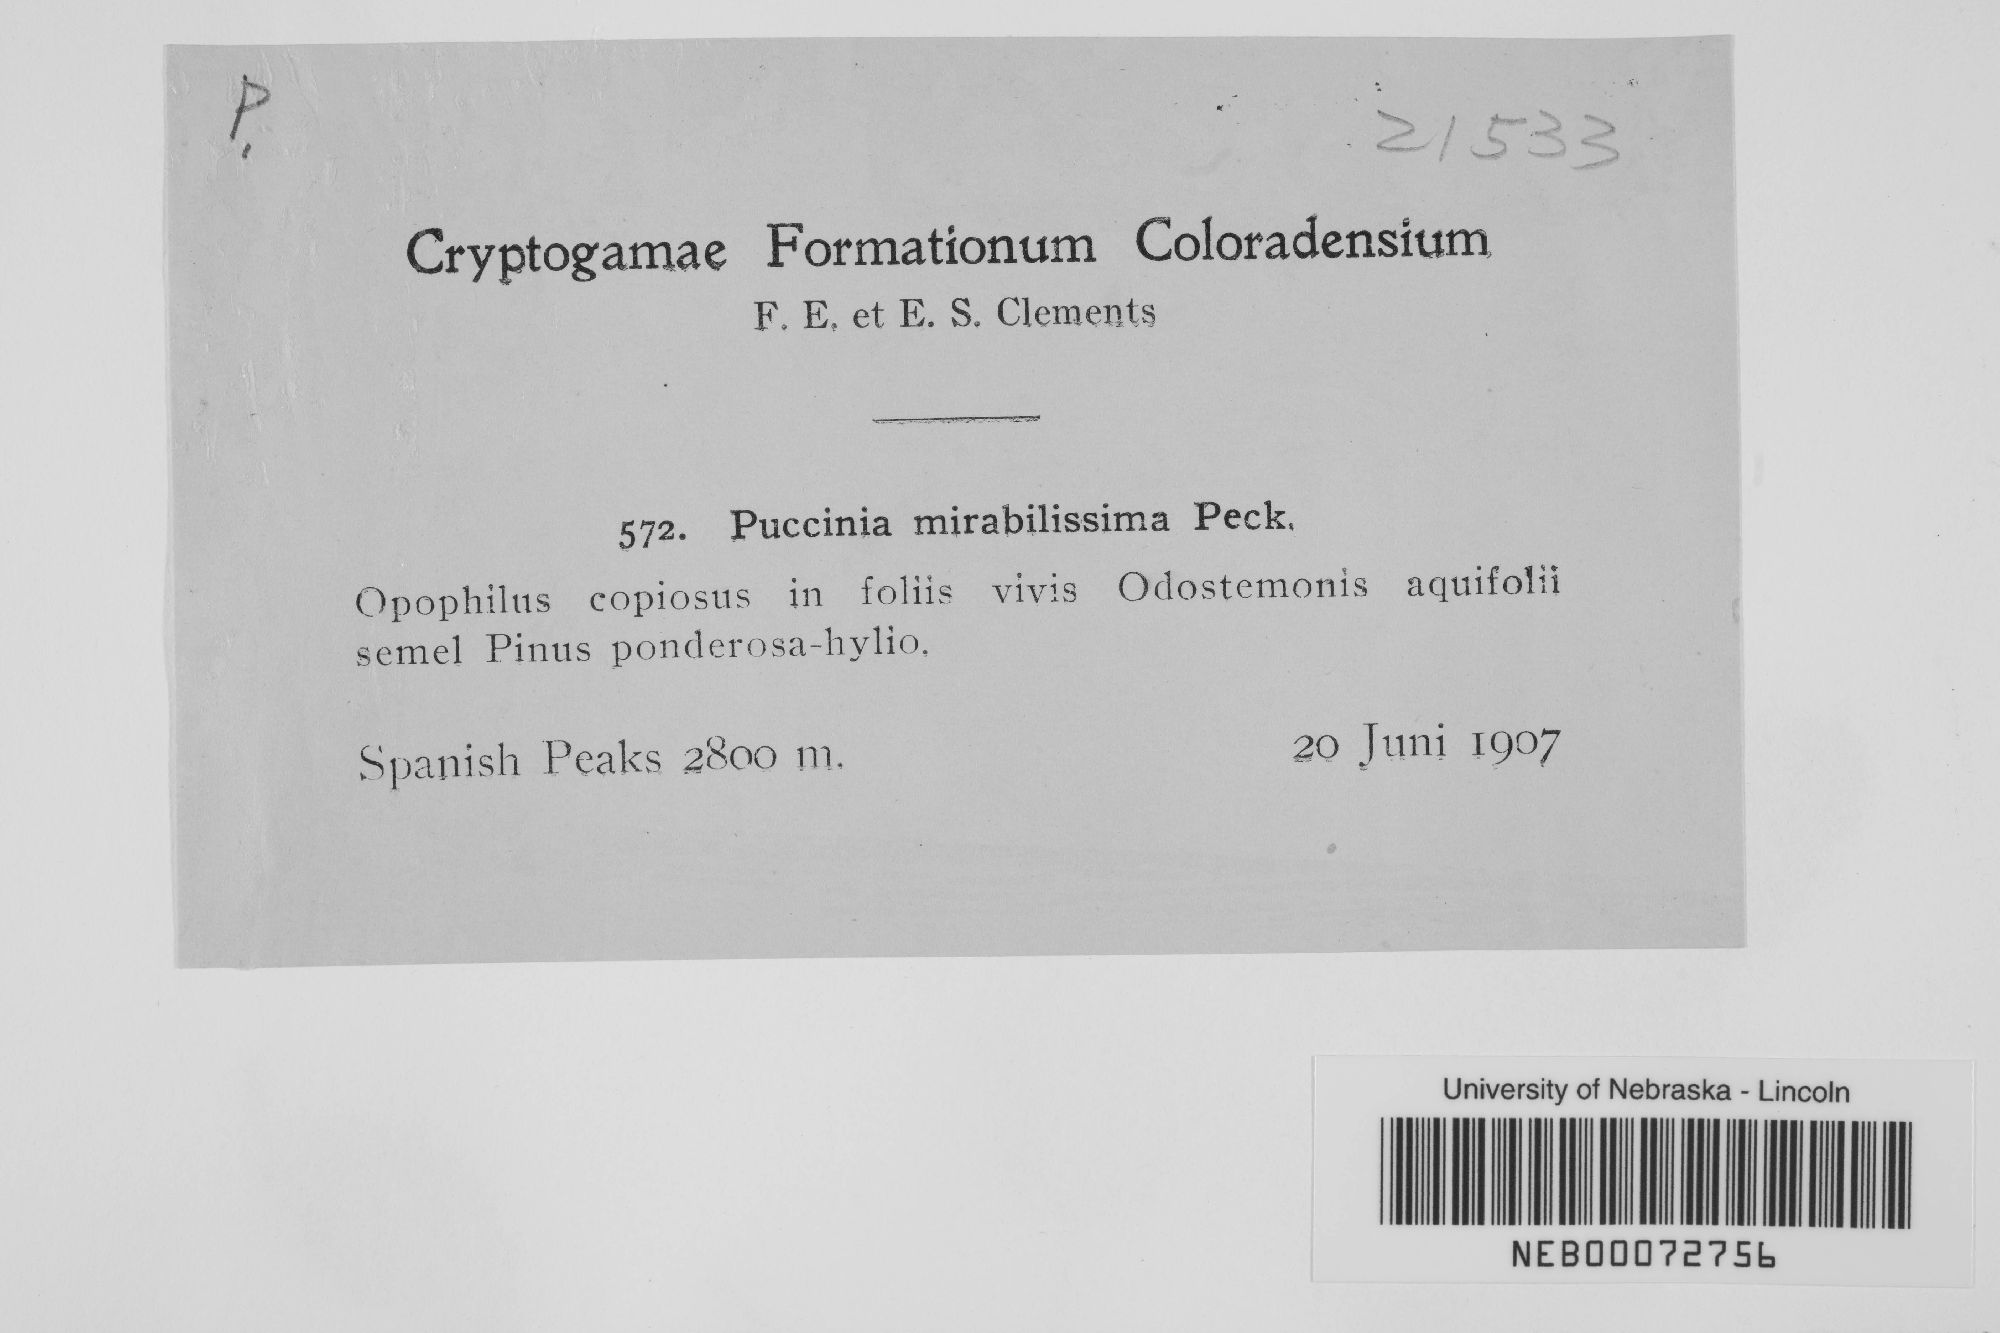 P.
21533
Cryptogamae Formationum Coloradensium
F. E. et E. S. Clements
572. Puccinia mirabilissima Peck.
Opophilus copiosus in foliis vivis Odostemonis aquifolii
semel Pinus ponderosa-hylio.
Spanish Peaks 2800 m. 20 Juni 1907
University of Nebraska - Lincoln
NEB00072756